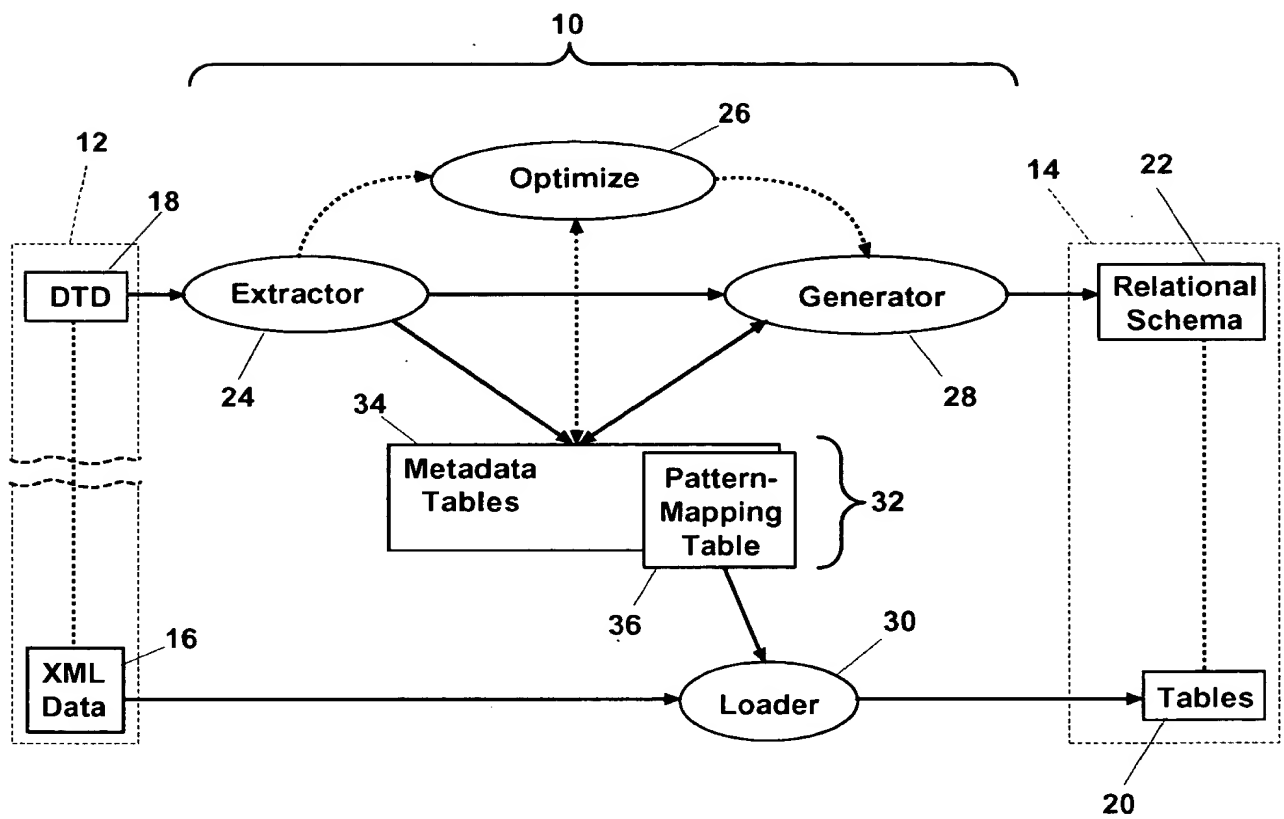 10
12
26
18
Optimize
14
22
DTD
Extractor
Generator
Relational
Schema
24
28
34
Metadata
Tables
Pattern-
Mapping
Table
32
36
16
30
XML
Data
Loader
Tables
20